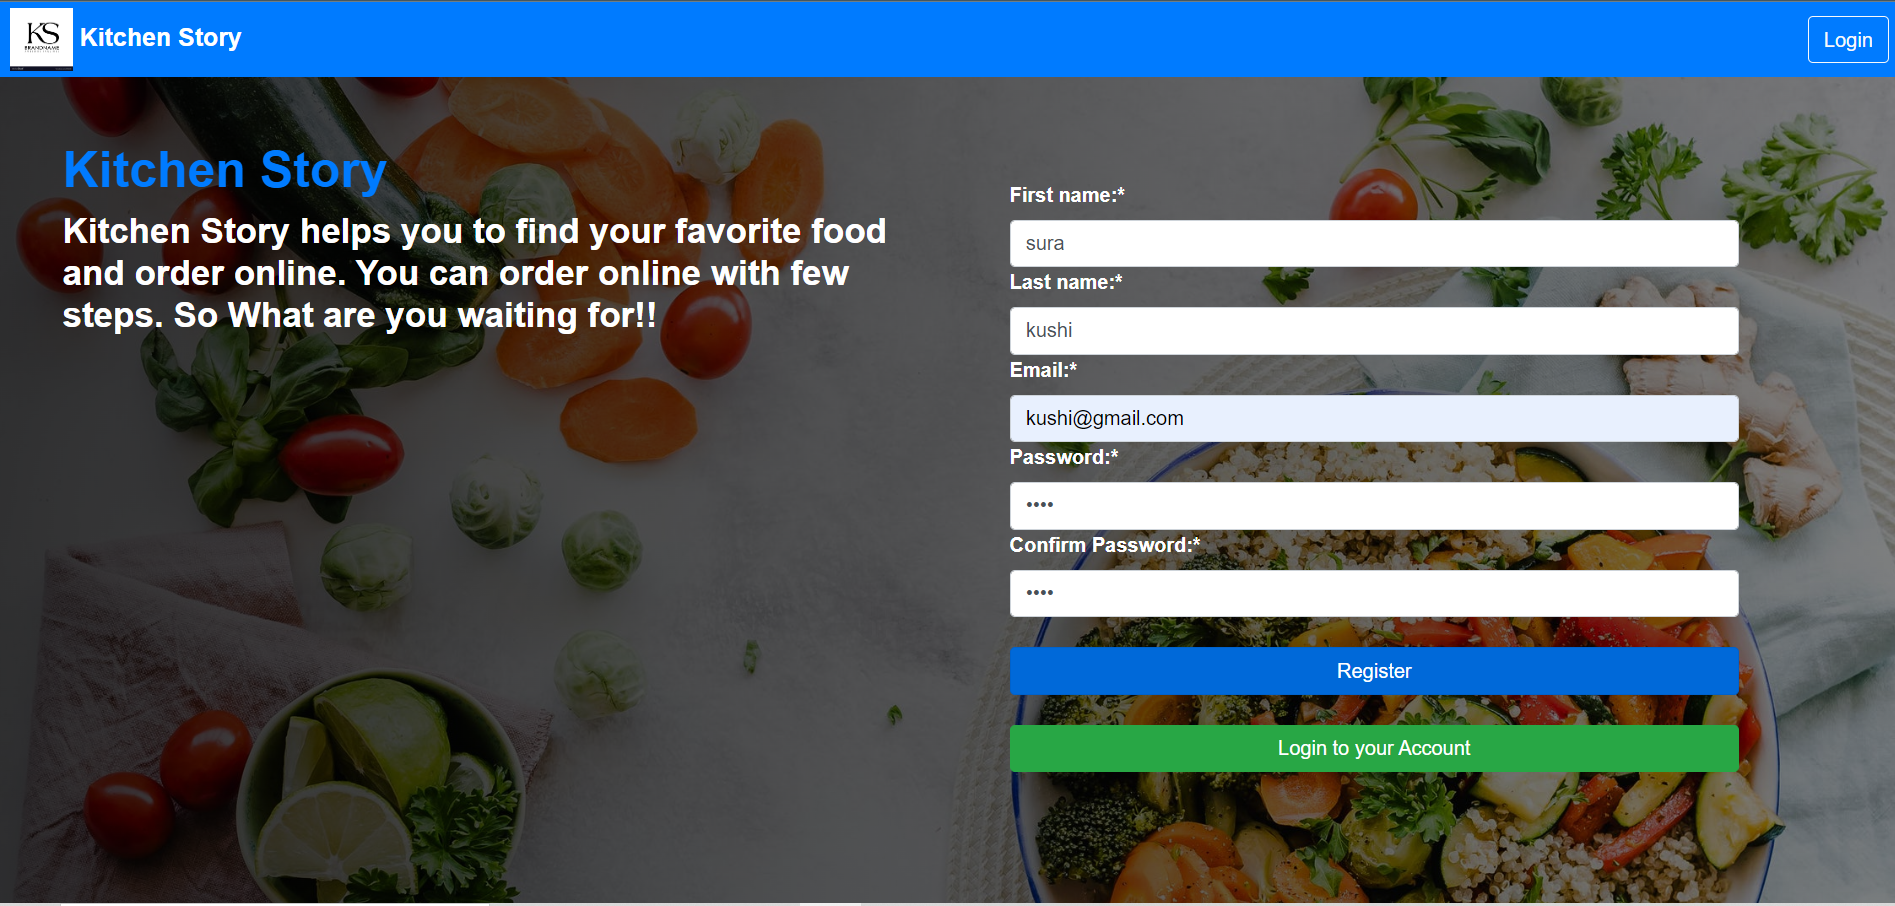 KS
BRANDNAME
Kitchen Story
Login
Kitchen Story
Kitchen Story helps you to find your favorite food
and order online. You can order online with few
steps. So What are you waiting for!!
First name:*
sura
Last name:*
kushi
Email:*
kushi@gmail.com
Password:*
••••
Confirm Password:*
••••
Register
Login to your Account